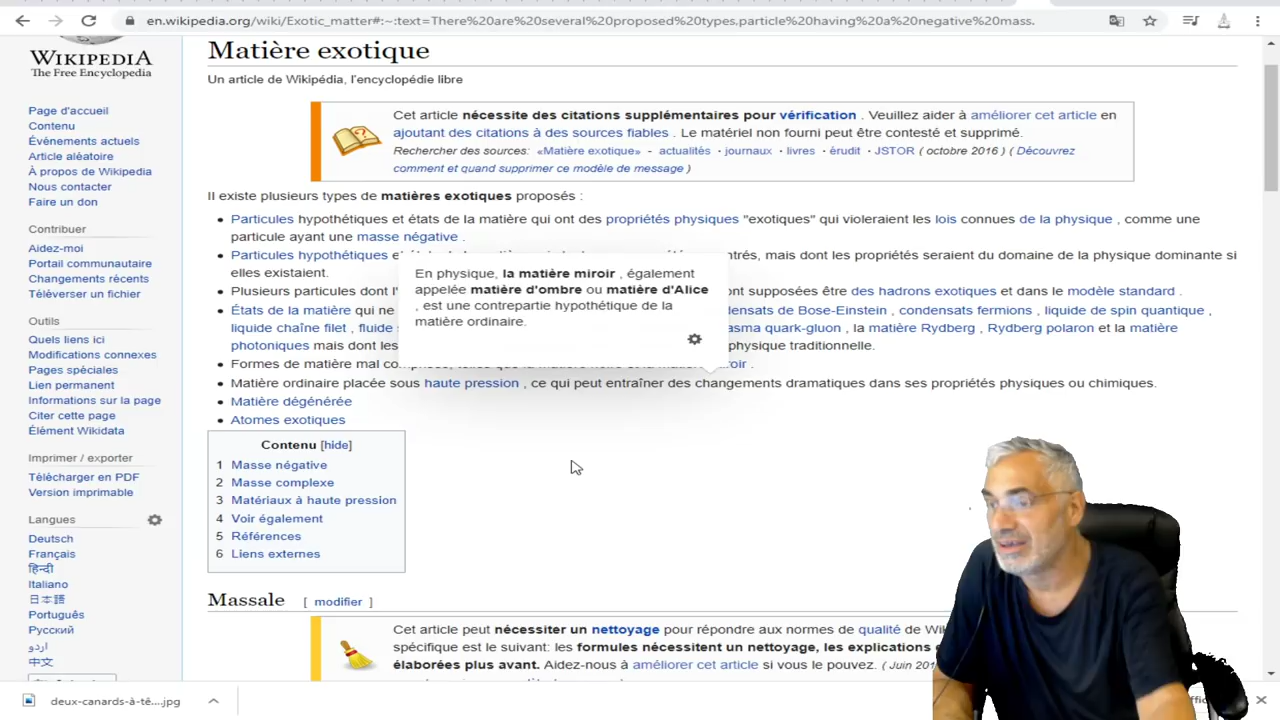 en.wikipedia.org/wiki/Exotic_matter#:~:text=There%20are%20several%20proposed%20types,particle%20having%20a%20negative%20mass.
WIKIPEDIA
The Free Encyclopedia
Page d'accueil
Contenu
Événements actuels
Article aléatoire
À propos de Wikipedia
Nous contacter
Faire un don
Contribuer
Aidez-moi
Portail communautaire
Changements récents
Téléverser un fichier
Outils
Quels liens ici
Modifications connexes
Pages spéciales
Lien permanent
Informations sur la page
Citer cette page
Élément Wikidata
Imprimer / exporter
Télécharger en PDF
Version imprimable
Langues
Deutsch
Français
हिन्दी
Italiano
日本語
Português
Русский
اردو
中文
Matière exotique
Un article de Wikipédia, l'encyclopédie libre
Cet article nécessite des citations supplémentaires pour vérification . Veuillez aider à améliorer cet article en
ajoutant des citations à des sources fiables . Le matériel non fourni peut être contesté et supprimé.
Rechercher des sources: «Matière exotique» - actualités · journaux · livres · érudit · JSTOR ( octobre 2016 ) ( Découvrez
comment et quand supprimer ce modèle de message )
Il existe plusieurs types de matières exotiques proposés :
Particules hypothétiques et états de la matière qui ont des propriétés physiques "exotiques" qui violeraient les lois connues de la physique , comme une
particule ayant une masse négative .
Particules hypothétiques et ntrés, mais dont les propriétés seraient du domaine de la physique dominante si
elles existaient.
Plusieurs particules dont l' ont supposées être, des hadrons exotiques et dans le modèle standard .
États de la matière qui ne densats de Bose-Einstein , condensats fermions , liquide de spin quantique ,
liquide chaîne filet , fluide asma quark-gluon , la matière Rydberg , Rydberg polaron et la matière
photoniques mais dont les physique traditionnelle.
Formes de matière mal comprises, telles que la matière noire et la matière miroir .
Matière ordinaire placée sous haute pression , ce qui peut entraîner des changements dramatiques dans ses propriétés physiques ou chimiques.
Matière dégénérée
Atomes exotiques
En physique, la matière miroir , également
appelée matière d'ombre ou matière d'Alice
, est une contrepartie hypothétique de la
matière ordinaire.
Contenu [hide]
1 Masse négative
2 Masse complexe
3 Matériaux à haute pression
4 Voir également
5 Références
6 Liens externes
Massale [ modifier ]
Cet article peut nécessiter un nettoyage pour répondre aux normes de qualité de Wi
spécifique est le suivant: les formules nécessitent un nettoyage, les explications
élaborées plus avant. Aidez-nous à améliorer cet article si vous le pouvez. ( Juin 201
deux-canards-à-tê....jpg